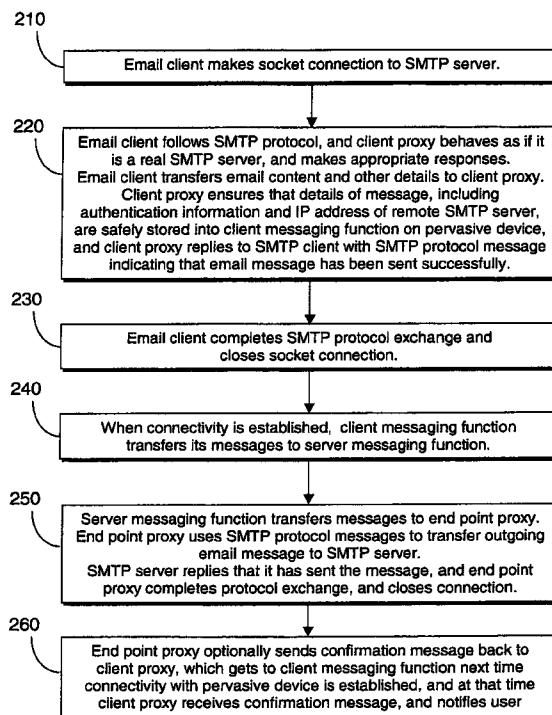 210
Email client makes socket connection to SMTP server.
220
Email client follows SMTP protocol, and client proxy behaves as if it
is a real SMTP server, and makes appropriate responses.
Email client transfers email content and other details to client proxy.
Client proxy ensures that details of message, including
authentication information and IP address of remote SMTP server,
are safely stored into client messaging function on pervasive device,
and client proxy replies to SMTP client with SMTP protocol message
indicating that email message has been sent successfully.
230
Email client completes SMTP protocol exchange and
closes socket connection.
240
When connectivity is established, client messaging function
transfers its messages to server messaging function.
250
Server messaging function transfers messages to end point proxy.
End point proxy uses SMTP protocol messages to transfer outgoing
email message to SMTP server.
SMTP server replies that it has sent the message, and end point
proxy completes protocol exchange, and closes connection.
260
End point proxy optionally sends confirmation message back to
client proxy, which gets to client messaging function next time
connectivity with pervasive device is established, and at that time
client proxy receives confirmation message, and notifies user